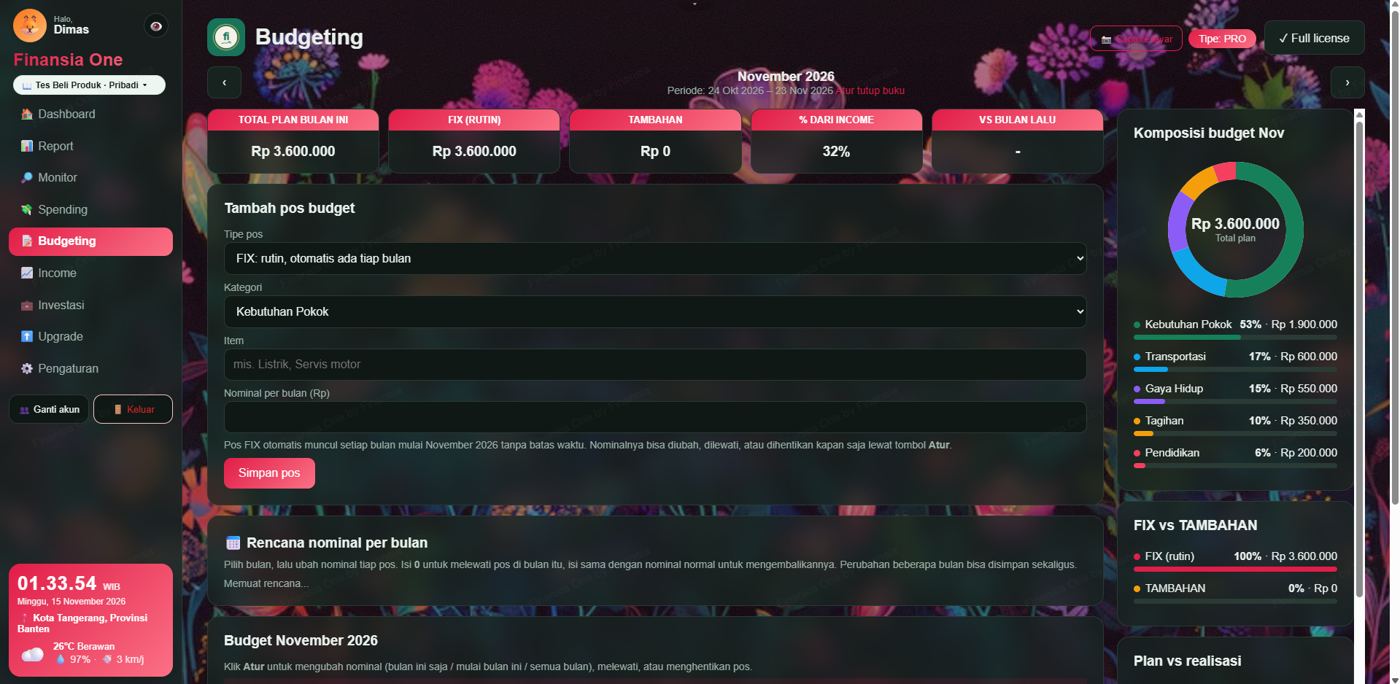 Halo,
Dimas
Finansia One
Tes Beli Produk - Pribadi
Dashboard
Report
Monitor
Spending
Budgeting
Income
Investasi
Upgrade
Pengaturan
Ganti akun
Keluar
01.33.54 WIB
Minggu, 15 November 2026
Kota Tangerang, Provinsi
Banten
26°C Berawan
97% · 3 km/j
fi
Budgeting
Tipe: PRO
✓ Full license
‹
November 2026
Periode: 24 Okt 2026 – 23 Nov 2026 Atur tutup buku
›
TOTAL PLAN BULAN INI
Rp 3.600.000
FIX (RUTIN)
Rp 3.600.000
TAMBAHAN
Rp 0
% DARI INCOME
32%
VS BULAN LALU
-
Tambah pos budget
Tipe pos
FIX: rutin, otomatis ada tiap bulan
Kategori
Kebutuhan Pokok
Item
mis. Listrik, Servis motor
Nominal per bulan (Rp)
Pos FIX otomatis muncul setiap bulan mulai November 2026 tanpa batas waktu. Nominalnya bisa diubah, dilewati, atau dihentikan kapan saja lewat tombol Atur.
Simpan pos
Rencana nominal per bulan
Pilih bulan, lalu ubah nominal tiap pos. Isi 0 untuk melewati pos di bulan itu, isi sama dengan nominal normal untuk mengembalikannya. Perubahan beberapa bulan bisa disimpan sekaligus.
Memuat rencana...
Budget November 2026
Klik Atur untuk mengubah nominal (bulan ini saja / mulai bulan ini / semua bulan), melewati, atau menghentikan pos.
Komposisi budget Nov
Rp 3.600.000
Total plan
Kebutuhan Pokok 53% · Rp 1.900.000
Transportasi 17% · Rp 600.000
Gaya Hidup 15% · Rp 550.000
Tagihan 10% · Rp 350.000
Pendidikan 6% · Rp 200.000
FIX vs TAMBAHAN
FIX (rutin) 100% · Rp 3.600.000
TAMBAHAN 0% · Rp 0
Plan vs realisasi